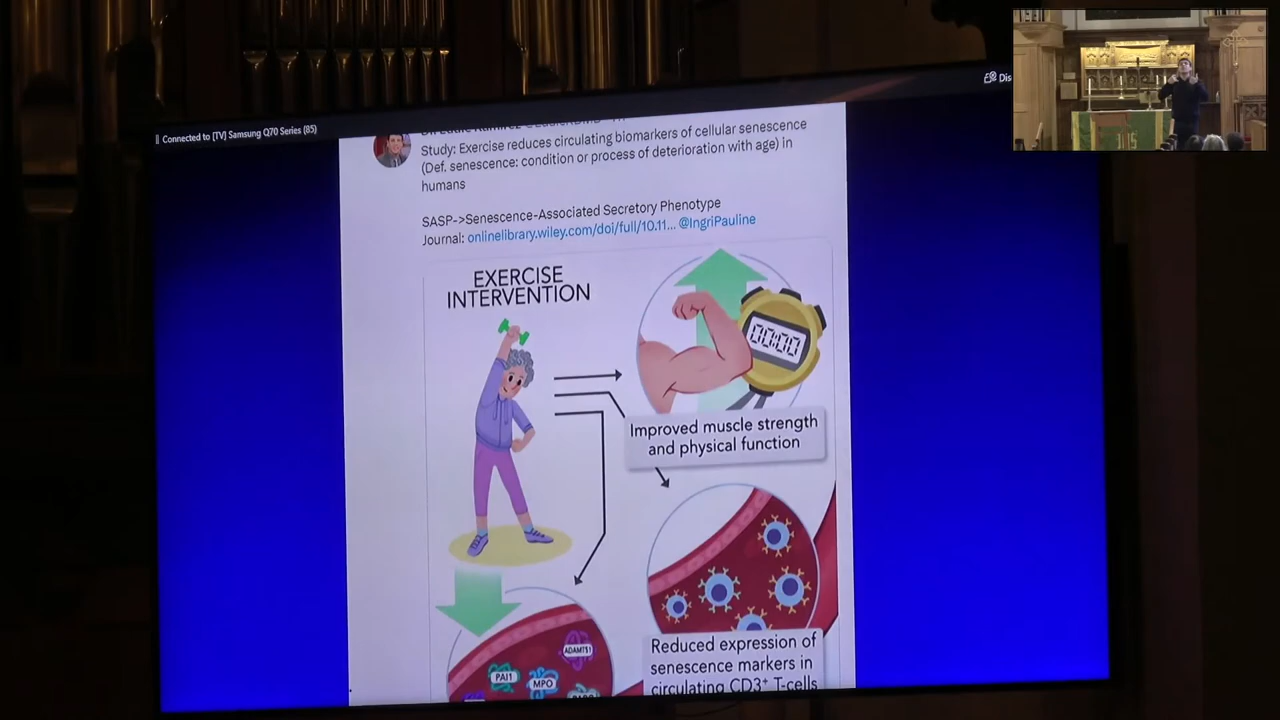 Connected to [TV] Samsung Q70 Series (85)
Dis
Study: Exercise reduces circulating biomarkers of cellular senescence
(Def. senescence: condition or process of deterioration with age) in
humans
SASP->Senescence-Associated Secretory Phenotype
Journal: onlinelibrary.wiley.com/doi/full/10.11... @IngriPauline
EXERCISE
INTERVENTION
00:00
Improved muscle strength
and physical function
ADAMTS1
PAI1
MPO
Reduced expression of
senescence markers in
circulating CD3⁺ T-cells